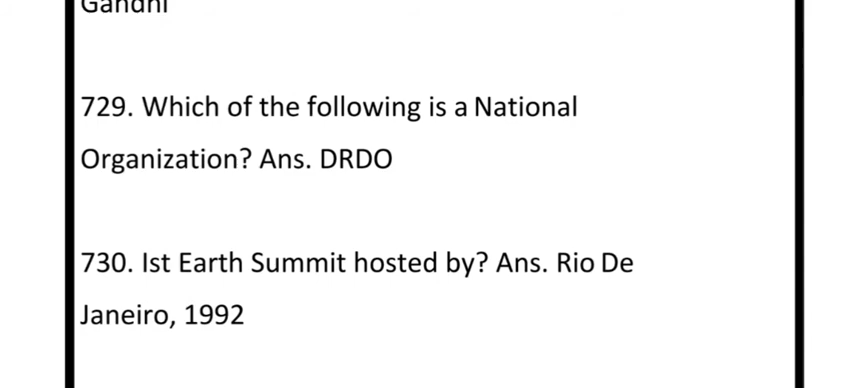 Gandhi
729. Which of the following is a National
Organization? Ans. DRDO
730. Ist Earth Summit hosted by? Ans. Rio De
Janeiro, 1992